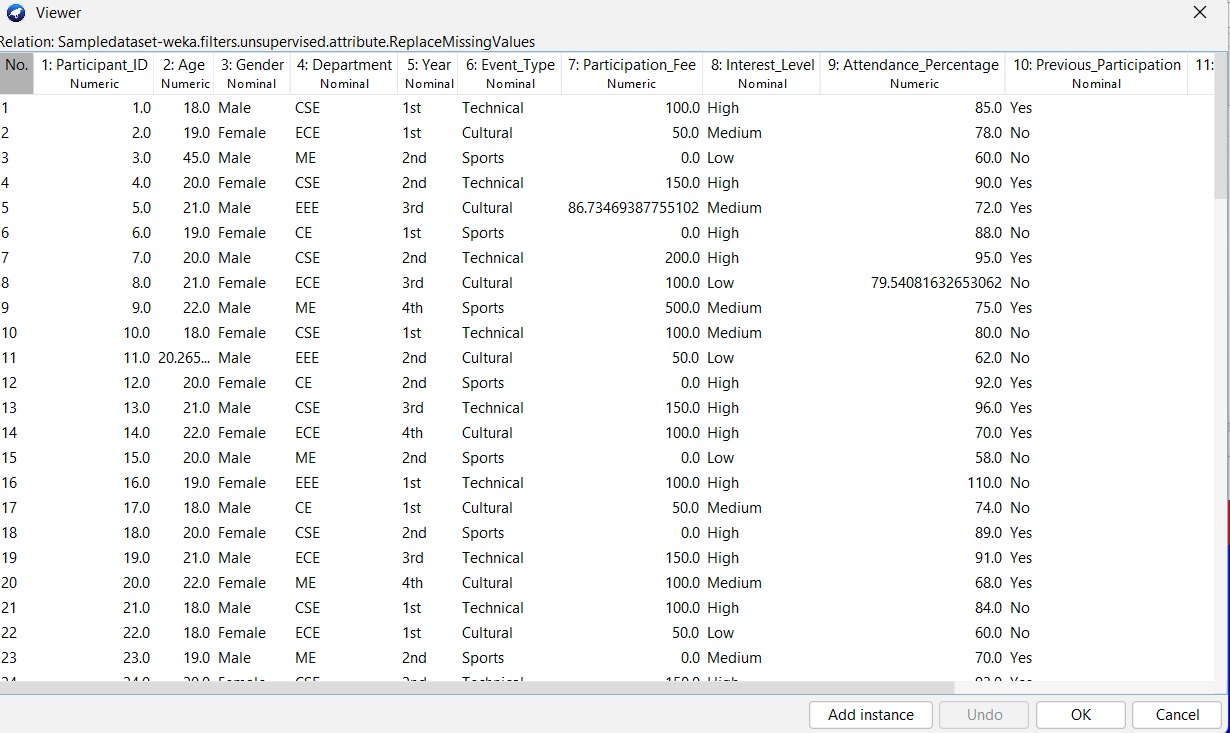 Viewer
Relation: Sampledataset-weka.filters.unsupervised.attribute.ReplaceMissingValues
No. 1: Participant_ID 2: Age 3: Gender 4: Department 5: Year 6: Event_Type 7: Participation_Fee 8: Interest_Level 9: Attendance_Percentage 10: Previous_Participation 11:
Numeric Numeric Nominal Nominal Nominal Nominal Numeric Nominal Numeric Nominal
1 1.0 18.0 Male CSE 1st Technical 100.0 High 85.0 Yes
2 2.0 19.0 Female ECE 1st Cultural 50.0 Medium 78.0 No
3 3.0 45.0 Male ME 2nd Sports 0.0 Low 60.0 No
4 4.0 20.0 Female CSE 2nd Technical 150.0 High 90.0 Yes
5 5.0 21.0 Male EEE 3rd Cultural 86.73469387755102 Medium 72.0 Yes
6 6.0 19.0 Female CE 1st Sports 0.0 High 88.0 No
7 7.0 20.0 Male CSE 2nd Technical 200.0 High 95.0 Yes
8 8.0 21.0 Female ECE 3rd Cultural 100.0 Low 79.54081632653062 No
9 9.0 22.0 Male ME 4th Sports 500.0 Medium 75.0 Yes
10 10.0 18.0 Female CSE 1st Technical 100.0 Medium 80.0 No
11 11.0 20.265... Male EEE 2nd Cultural 50.0 Low 62.0 No
12 12.0 20.0 Female CE 2nd Sports 0.0 High 92.0 Yes
13 13.0 21.0 Male CSE 3rd Technical 150.0 High 96.0 Yes
14 14.0 22.0 Female ECE 4th Cultural 100.0 High 70.0 Yes
15 15.0 20.0 Male ME 2nd Sports 0.0 Low 58.0 No
16 16.0 19.0 Female EEE 1st Technical 100.0 High 110.0 No
17 17.0 18.0 Male CE 1st Cultural 50.0 Medium 74.0 No
18 18.0 20.0 Female CSE 2nd Sports 0.0 High 89.0 Yes
19 19.0 21.0 Male ECE 3rd Technical 150.0 High 91.0 Yes
20 20.0 22.0 Female ME 4th Cultural 100.0 Medium 68.0 Yes
21 21.0 18.0 Male CSE 1st Technical 100.0 High 84.0 No
22 22.0 18.0 Female ECE 1st Cultural 50.0 Low 60.0 No
23 23.0 19.0 Male ME 2nd Sports 0.0 Medium 70.0 Yes
Add instance Undo OK Cancel